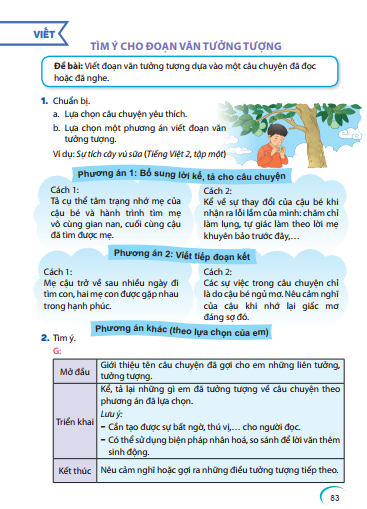 VIẾT
TÌM Ý CHO ĐOẠN VĂN TƯỞNG TƯỢNG
Đề bài: Viết đoạn văn tưởng tượng dựa vào một câu chuyện đã đọc
hoặc đã nghe.
1. Chuẩn bị.
a. Lựa chọn câu chuyện yêu thích.
b. Lựa chọn một phương án viết đoạn văn
tưởng tượng.
Ví dụ: Sự tích cây vú sữa (Tiếng Việt 2, tập một)
Phương án 1: Bổ sung lời kể, tả cho câu chuyện
Cách 1:
Tả cụ thể tâm trạng nhớ mẹ của
cậu bé và hành trình tìm mẹ
vô cùng gian nan, cuối cùng cậu
đã tìm được mẹ.
Cách 2:
Kể về sự thay đổi của cậu bé khi
nhận ra lỗi lầm của mình: chăm chỉ
làm lụng, tự giác làm theo lời mẹ
khuyên bảo trước đây,...
Phương án 2: Viết tiếp đoạn kết
Cách 1:
Mẹ cậu trở về sau nhiều ngày đi
tìm con, hai mẹ con được gặp nhau
trong hạnh phúc.
Cách 2:
Các sự việc trong câu chuyện chỉ
là do cậu bé ngủ mơ. Nêu cảm nghĩ
của cậu khi nhớ lại giấc mơ
đáng sợ đó.
Phương án khác (theo lựa chọn của em)
2. Tìm ý.
G:
Mở đầu
Giới thiệu tên câu chuyện đã gợi cho em những liên tưởng,
tưởng tượng.
Triển khai
Kể, tả lại những gì em đã tưởng tượng về câu chuyện theo
phương án đã lựa chọn.
Lưu ý:
– Cần tạo được sự bất ngờ, thú vị,... cho người đọc.
– Có thể sử dụng biện pháp nhân hoá, so sánh để lời văn thêm
sinh động.
Kết thúc
Nêu cảm nghĩ hoặc gợi ra những điều tưởng tượng tiếp theo.
83